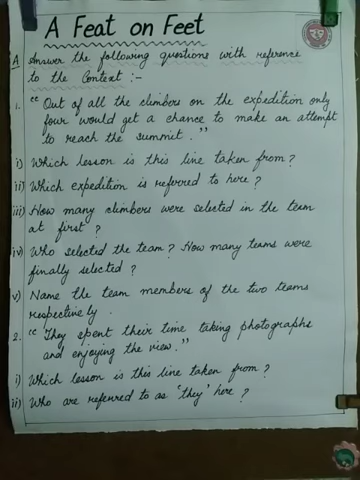 A Feat on Feet
A Answer the following questions with reference
to the Context :-
1. "Out of all the climbers on the expedition only
four would get a chance to make an attempt
to reach the summit."
i) Which lesson is this line taken from?
ii) Which expedition is referred to here?
iii) How many climbers were selected in the team
at first?
iv) Who selected the team? How many teams were
finally selected?
v) Name the team members of the two teams
respectively.
2. "They spent their time taking photographs
and enjoying the view."
i) Which lesson is this line taken from?
ii) Who are referred to as 'they' here?